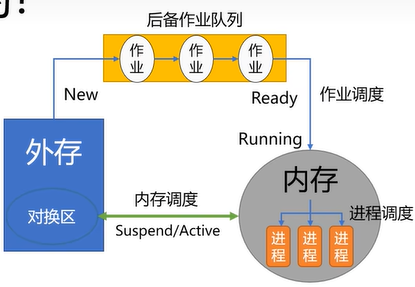 后备作业队列
作业
作业
作业
New
Ready
作业调度
Running
外存
对换区
内存调度
Suspend/Active
内存
进程调度
进程
进程
进程